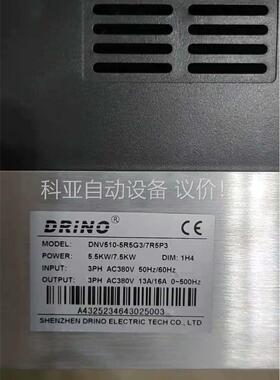 科亚自动设备 议价!
DRINO®
CE
MODEL: DNV510-5R5G3/7R5P3
POWER: 5.5KW/7.5KW DIM: 1H4
INPUT: 3PH AC380V 50Hz/60Hz
OUTPUT: 3PH AC380V 13A/16A 0~500Hz
A4325234643025003
SHENZHEN DRINO ELECTRIC TECH CO., LTD